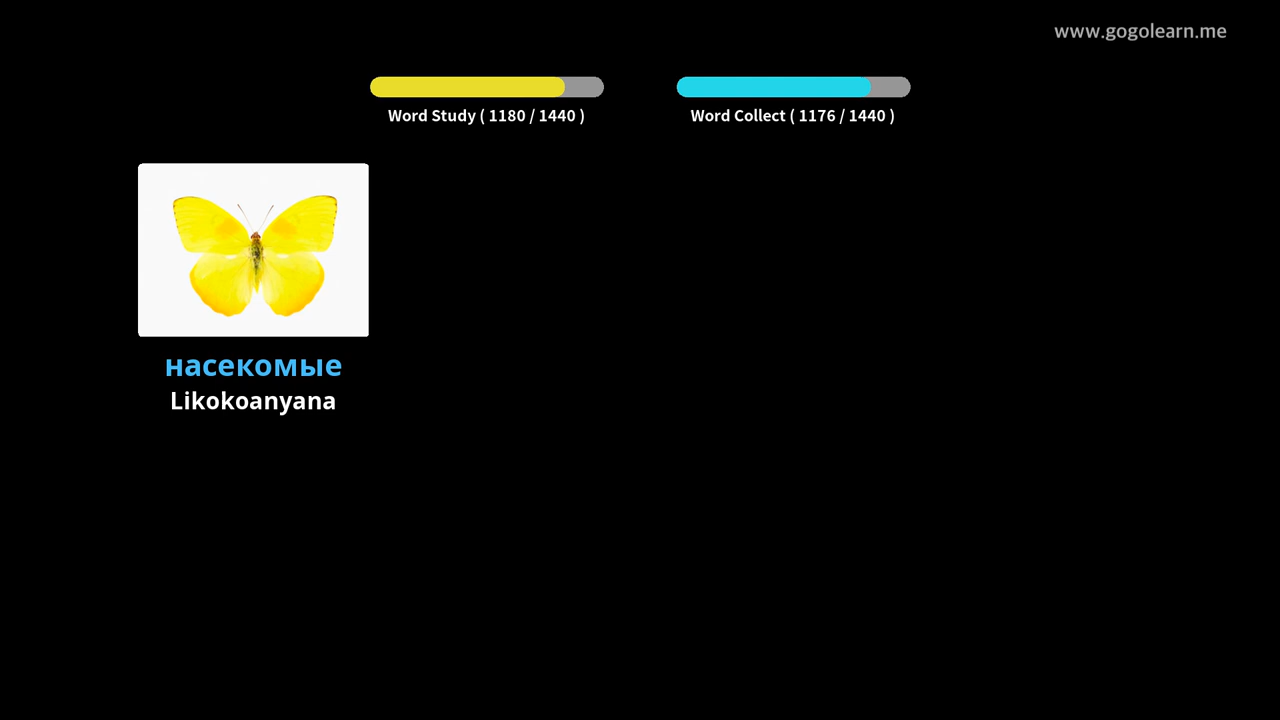 www.gogolearn.me
Word Study ( 1180 / 1440 )
Word Collect ( 1176 / 1440 )
насекомые
Likokoanyana